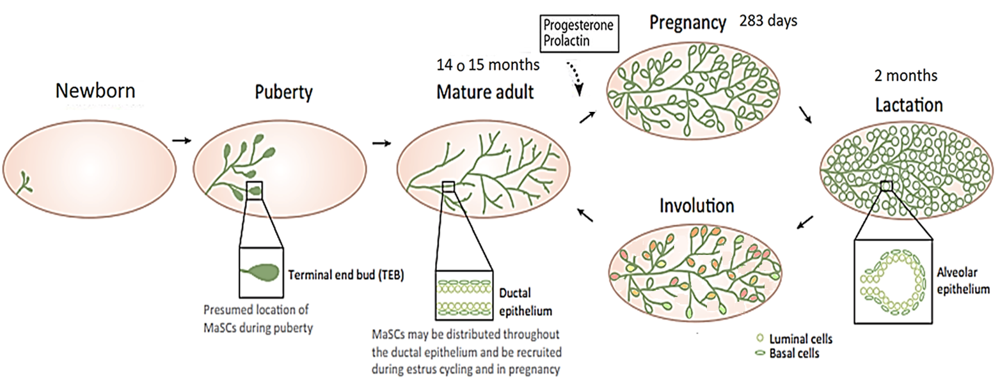 Newborn
Puberty
Terminal end bud (TEB)
Presumed location of
MaSCs during puberty
14 o 15 months
Mature adult
Ductal
epithelium
MaSCs may be distributed throughout
the ductal epithelium and be recruited
during estrus cycling and in pregnancy
Progesterone
Prolactin
Pregnancy 283 days
2 months
Lactation
Alveolar
epithelium
Involution
Luminal cells
Basal cells